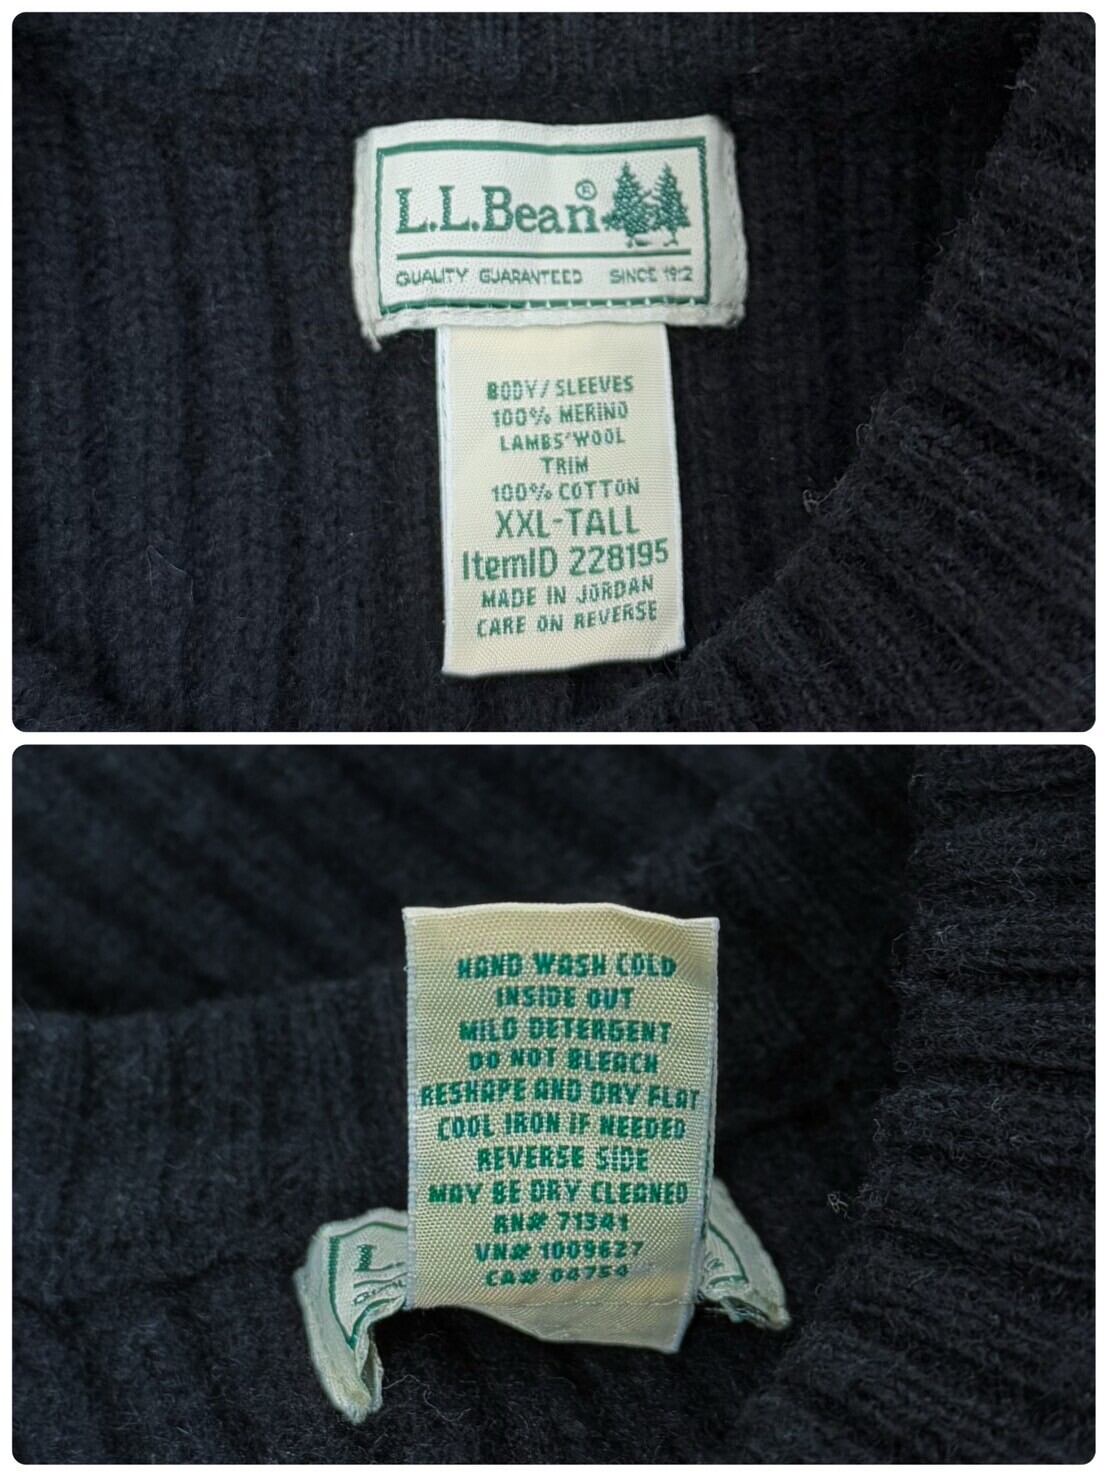 L.L.Bean®
QUALITY GUARANTEED SINCE 1912
BODY/SLEEVES
100% MERINO
LAMBS'WOOL
TRIM
100% COTTON
XXL-TALL
ItemID 228195
MADE IN JORDAN
CARE ON REVERSE
HAND WASH COLD
INSIDE OUT
MILD DETERGENT
DO NOT BLEACH
RESHAPE AND DRY FLAT
COOL IRON IF NEEDED
REVERSE SIDE
MAY BE DRY CLEANED
RN# 71341
VN# 1009627
CA# 04754